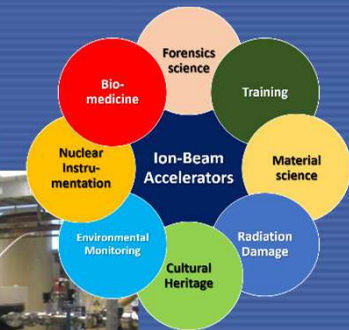 Forensics
science
Bio-
medicine
Training
Nuclear
Instru-
mentation
Ion-Beam
Accelerators
Material
science
Environmental
Monitoring
Radiation
Damage
Cultural
Heritage